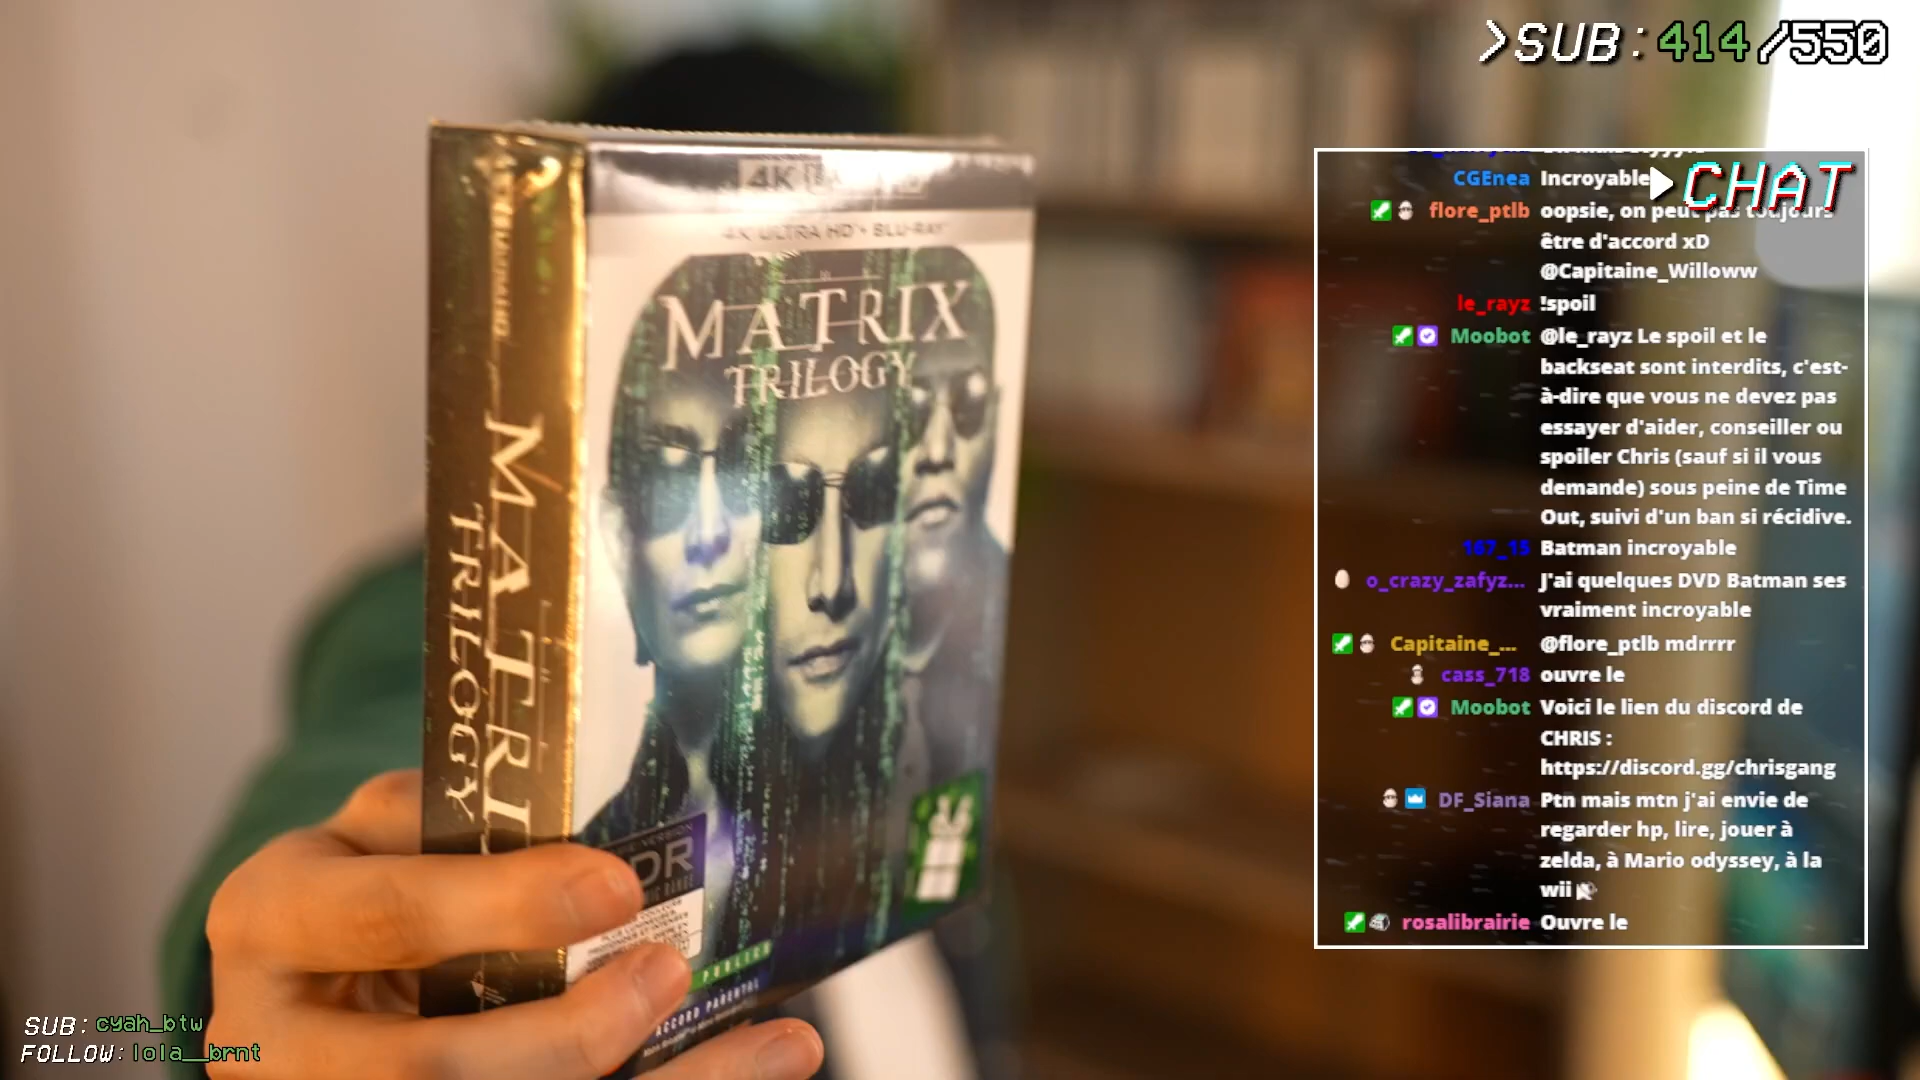 >SUB:414/550
CHAT
CGEnea Incroyable
flore_ptlb oopsie, on peut pas toujours
être d'accord xD
@Capitaine_Willoww
le_rayz !spoil
Moobot @le_rayz Le spoil et le
backseat sont interdits, c'est-
à-dire que vous ne devez pas
essayer d'aider, conseiller ou
spoiler Chris (sauf si il vous
demande) sous peine de Time
Out, suivi d'un ban si récidive.
167_15 Batman incroyable
o_crazy_zafyz... J'ai quelques DVD Batman ses
vraiment incroyable
Capitaine_... @flore_ptlb mdrrrr
cass_718 ouvre le
Moobot Voici le lien du discord de
CHRIS :
https://discord.gg/chrisgang
DF_Siana Ptn mais mtn j'ai envie de
regarder hp, lire, jouer à
zelda, à Mario odyssey, à la
wii
rosalibrairie Ouvre le
4K
4K ULTRA HD • BLU-RAY
MATRIX
TRILOGY
MATRI
TRILOGY
VERSION
DR
PUBLICS
ACCORD PARENTAL
SUB: cyah_btw
FOLLOW: lola__brnt